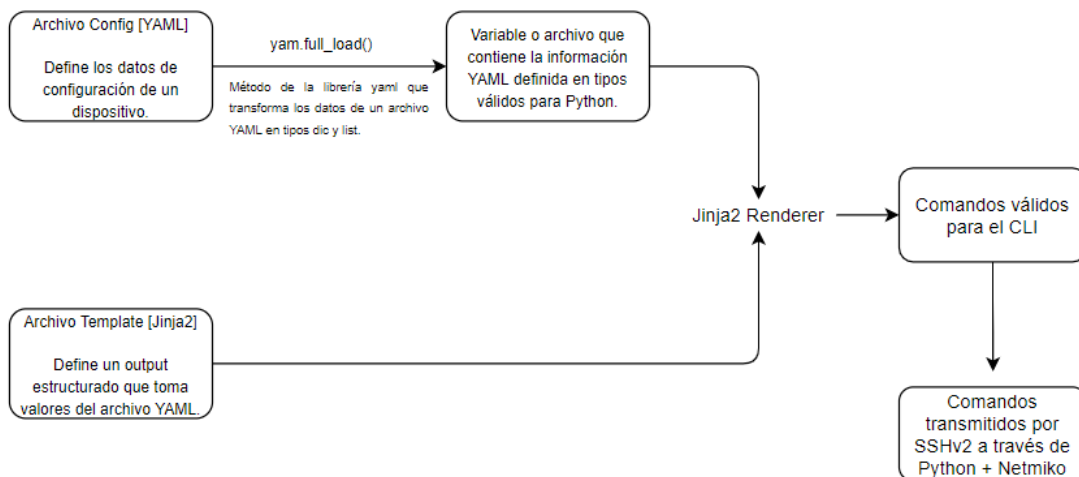 Archivo Config [YAML]
Define los datos de
configuración de un
dispositivo.
yam.full_load()
Método de la librería yaml que
transforma los datos de un archivo
YAML en tipos dic y list.
Variable o archivo que
contiene la información
YAML definida en tipos
válidos para Python.
Jinja2 Renderer
Comandos válidos
para el CLI
Archivo Template [Jinja2]
Define un output
estructurado que toma
valores del archivo YAML.
Comandos
transmitidos por
SSHv2 a través de
Python + Netmiko